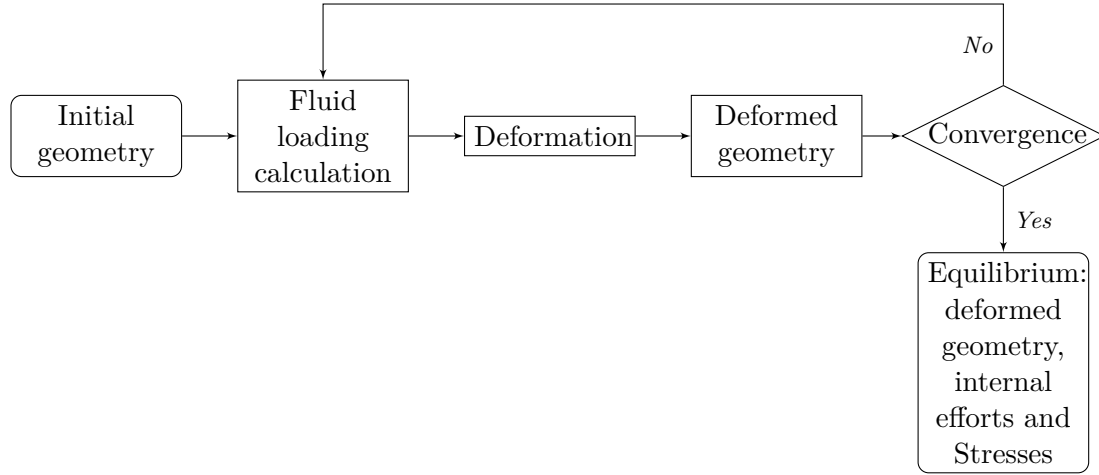 Initial
geometry
Fluid
loading
calculation
Deformation
Deformed
geometry
Convergence
No
Yes
Equilibrium:
deformed
geometry,
internal
efforts and
Stresses